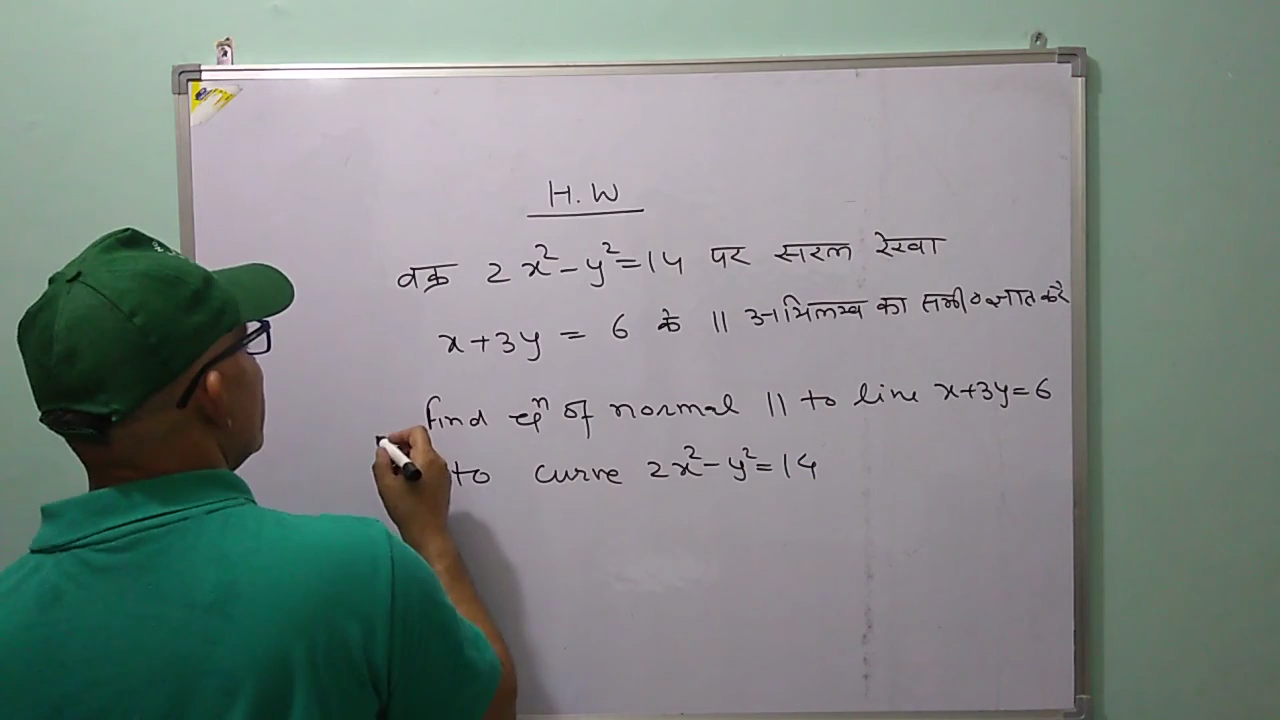 H.W
वक्र 2x²-y²=14 पर सरल रेखा
x+3y = 6 के || अभिलम्ब का समी० ज्ञात करें
find eqⁿ of normal || to line x+3y=6
to curve 2x²-y²=14